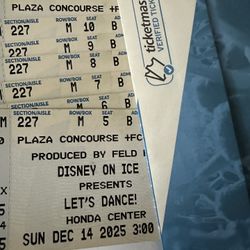 PLAZA CONCOURSE +F
SECTION/AISLE ROW/BOX SEAT
227 M 10
SECTION/AISLE ROW/BOX SEAT
227 M 9
SECTION/AISLE ROW/BOX SEAT
227 M 8
SECTION/AISLE ROW/BOX SEAT
227 M 7
SECTION/AISLE ROW/BOX SEAT
227 M 6
SECTION/AISLE ROW/BOX SEAT ADM
M 227 M 5
PLAZA CONCOURSE +FC
PRODUCED BY FELD
DISNEY ON ICE
PRESENTS
LET'S DANCE!
HONDA CENTER
SUN DEC 14 2025 3:00
ticketmas
VERIFIED TICKE